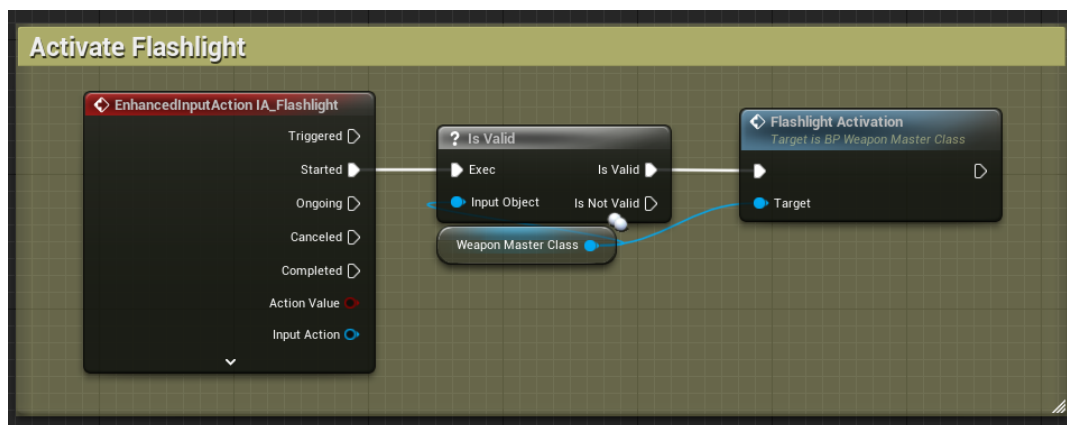 Activate Flashlight
EnhancedInputAction IA_Flashlight
Triggered
Started
Ongoing
Canceled
Completed
Action Value
Input Action
? Is Valid
Exec
Is Valid
Input Object
Is Not Valid
Weapon Master Class
Flashlight Activation
Target is BP Weapon Master Class
Target